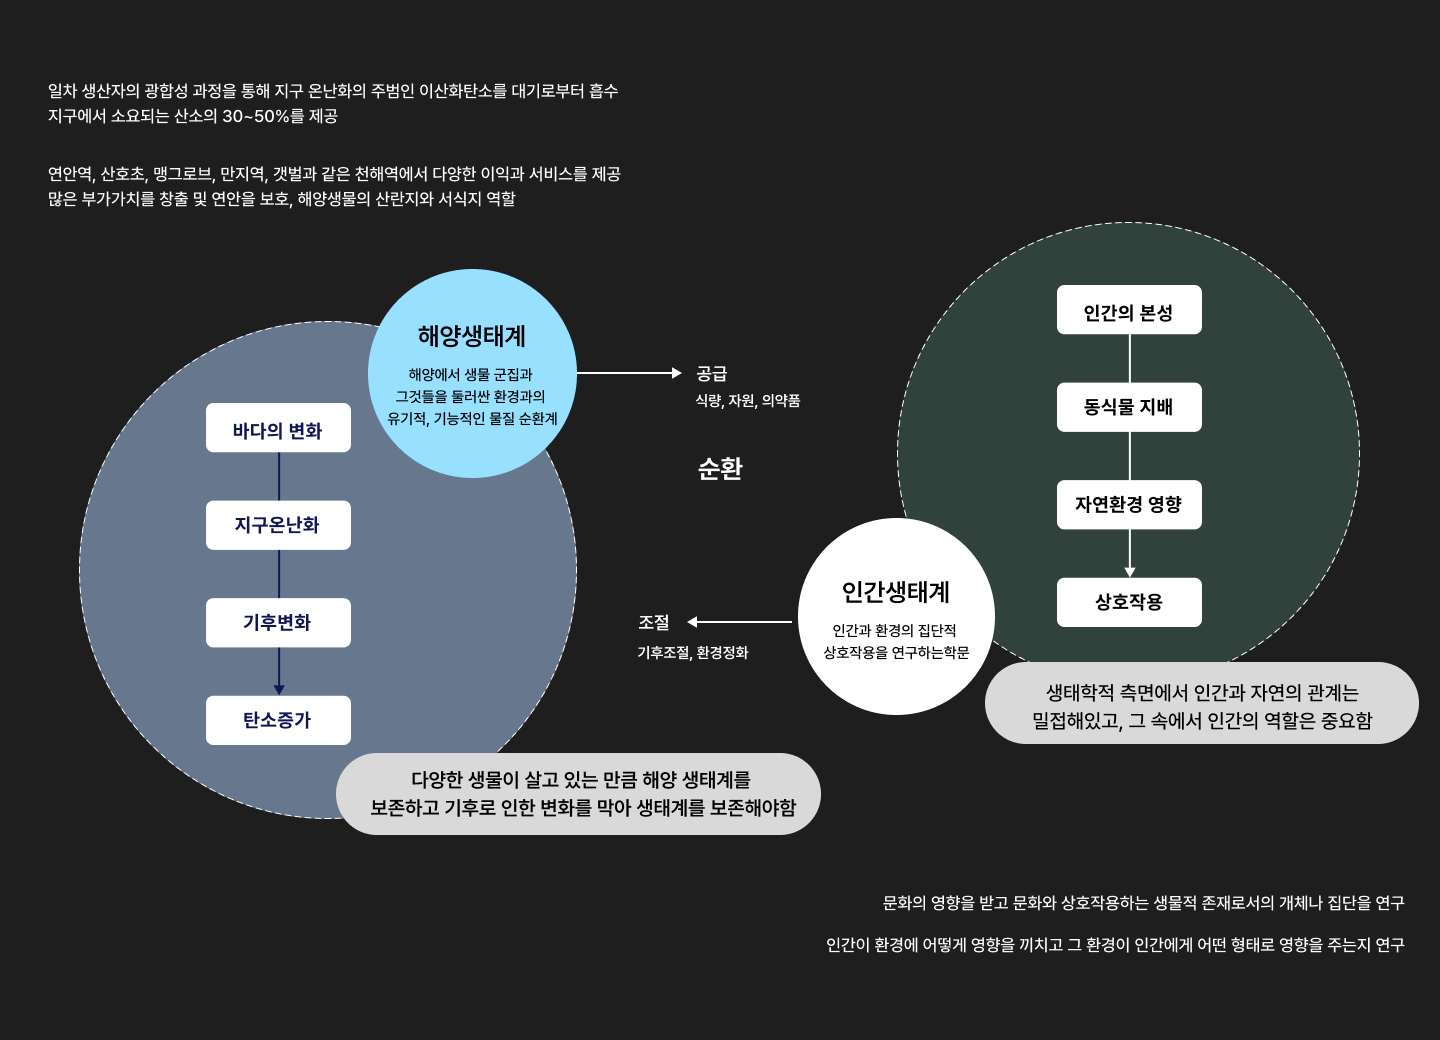 일차 생산자의 광합성 과정을 통해 지구 온난화의 주범인 이산화탄소를 대기로부터 흡수
지구에서 소요되는 산소의 30~50%를 제공
연안역, 산호초, 맹그로브, 만지역, 갯벌과 같은 천해역에서 다양한 이익과 서비스를 제공
많은 부가가치를 창출 및 연안을 보호, 해양생물의 산란지와 서식지 역할
해양생태계
해양에서 생물 군집과
그것들을 둘러싼 환경과의
유기적, 기능적인 물질 순환계
바다의 변화
지구온난화
기후변화
탄소증가
다양한 생물이 살고 있는 만큼 해양 생태계를
보존하고 기후로 인한 변화를 막아 생태계를 보존해야함
공급
식량, 자원, 의약품
순환
조절
기후조절, 환경정화
인간의 본성
동식물 지배
자연환경 영향
상호작용
인간생태계
인간과 환경의 집단적
상호작용을 연구하는학문
생태학적 측면에서 인간과 자연의 관계는
밀접해있고, 그 속에서 인간의 역할은 중요함
문화의 영향을 받고 문화와 상호작용하는 생물적 존재로서의 개체나 집단을 연구
인간이 환경에 어떻게 영향을 끼치고 그 환경이 인간에게 어떤 형태로 영향을 주는지 연구